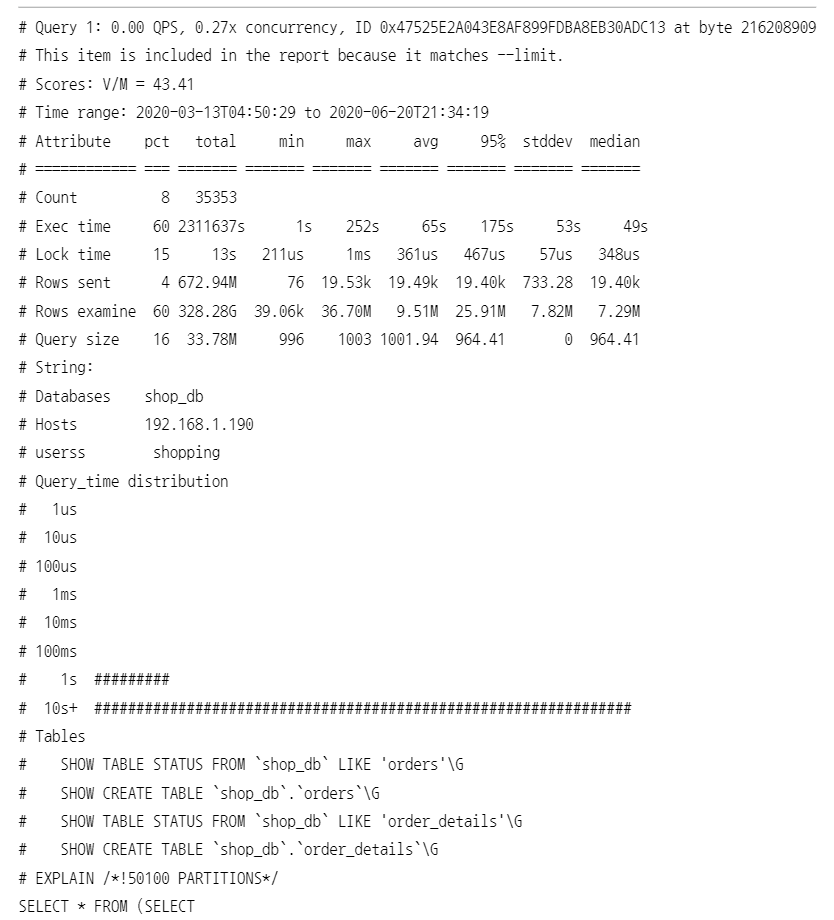 # Query 1: 0.00 QPS, 0.27x concurrency, ID 0x47525E2A043E8AF899FDBA8EB30ADC13 at byte 216208909
# This item is included in the report because it matches --limit.
# Scores: V/M = 43.41
# Time range: 2020-03-13T04:50:29 to 2020-06-20T21:34:19
# Attribute    pct   total     min     max     avg     95%  stddev  median
# ============ === ======= ======= ======= ======= ======= ======= =======
# Count          8   35353
# Exec time     60 2311637s      1s    252s     65s    175s     53s     49s
# Lock time     15     13s   211us     1ms   361us   467us    57us   348us
# Rows sent      4 672.94M      76  19.53k  19.49k  19.40k  733.28  19.40k
# Rows examine  60 328.28G  39.06k  36.70M   9.51M  25.91M   7.82M   7.29M
# Query size    16  33.78M     996    1003 1001.94  964.41       0  964.41
# String:
# Databases    shop_db
# Hosts        192.168.1.190
# userss        shopping
# Query_time distribution
#   1us
#  10us
# 100us
#   1ms
#  10ms
# 100ms
#    1s  #########
#  10s+  ################################################################
# Tables
#    SHOW TABLE STATUS FROM `shop_db` LIKE 'orders'\G
#    SHOW CREATE TABLE `shop_db`.`orders`\G
#    SHOW TABLE STATUS FROM `shop_db` LIKE 'order_details'\G
#    SHOW CREATE TABLE `shop_db`.`order_details`\G
# EXPLAIN /*!50100 PARTITIONS*/
SELECT * FROM (SELECT